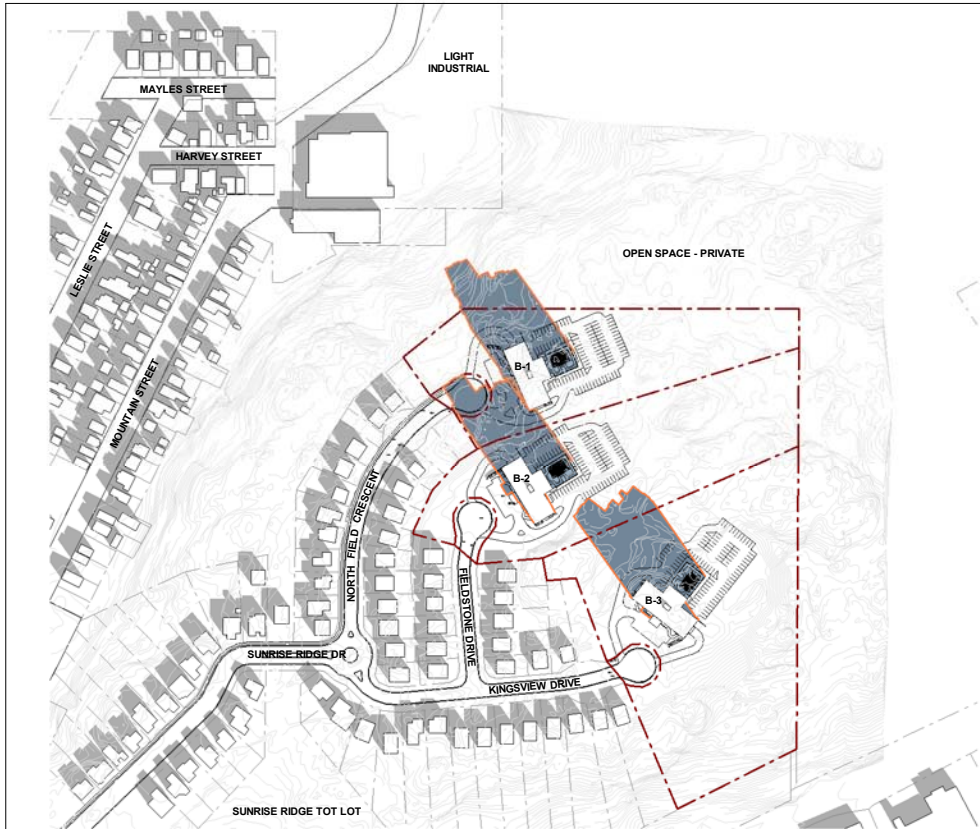 LIGHT
INDUSTRIAL
MAYLES STREET
HARVEY STREET
LESLIE STREET
MOUNTAIN STREET
OPEN SPACE - PRIVATE
B-1
B-2
B-3
NORTH FIELD CRESCENT
FIELDSTONE DRIVE
SUNRISE RIDGE DR
KINGSVIEW DRIVE
SUNRISE RIDGE TOT LOT